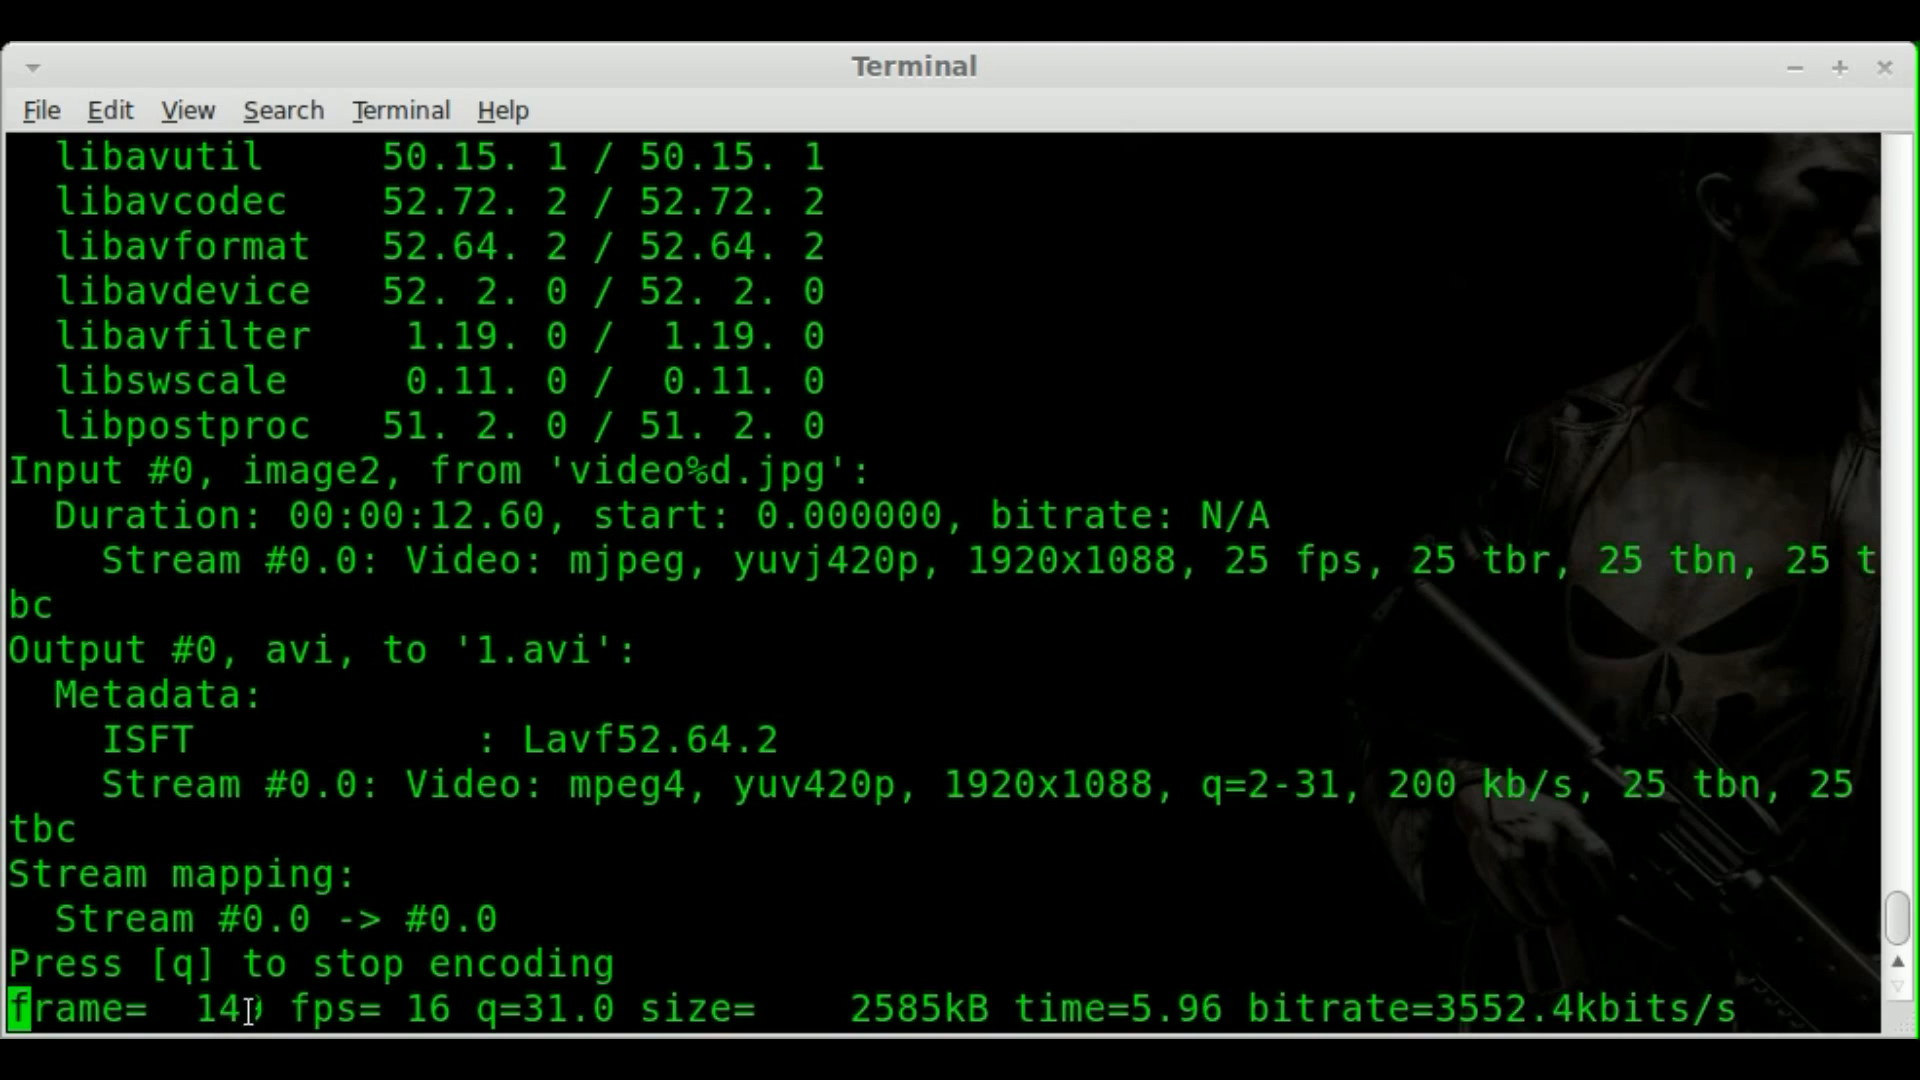 Terminal
File Edit View Search Terminal Help
libavutil 50.15. 1 / 50.15. 1
libavcodec 52.72. 2 / 52.72. 2
libavformat 52.64. 2 / 52.64. 2
libavdevice 52. 2. 0 / 52. 2. 0
libavfilter 1.19. 0 / 1.19. 0
libswscale 0.11. 0 / 0.11. 0
libpostproc 51. 2. 0 / 51. 2. 0
Input #0, image2, from 'video%d.jpg':
Duration: 00:00:12.60, start: 0.000000, bitrate: N/A
Stream #0.0: Video: mjpeg, yuvj420p, 1920x1088, 25 fps, 25 tbr, 25 tbn, 25 t
bc
Output #0, avi, to '1.avi':
Metadata:
ISFT : Lavf52.64.2
Stream #0.0: Video: mpeg4, yuv420p, 1920x1088, q=2-31, 200 kb/s, 25 tbn, 25
tbc
Stream mapping:
Stream #0.0 -> #0.0
Press [q] to stop encoding
frame= fps= 16 q=31.0 size= 2585kB time=5.96 bitrate=3552.4kbits/s